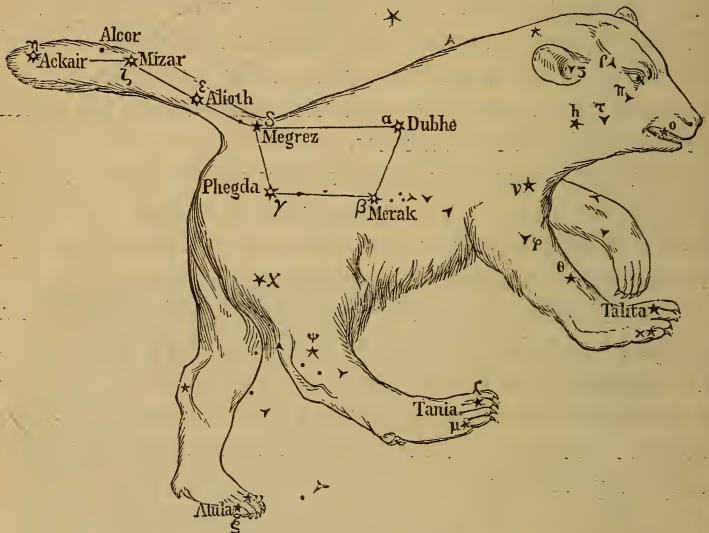 Alcor
η
Ackair
Mizar
ζ
ε
Alioth
S
Megrez
α
Dubhe
Phegda
γ
β
Merak
ʒ
ρ
π
τ
h
o
ν
φ
θ
Talita
ϰ
χ
ψ
Tania
μ
Alula
ξ